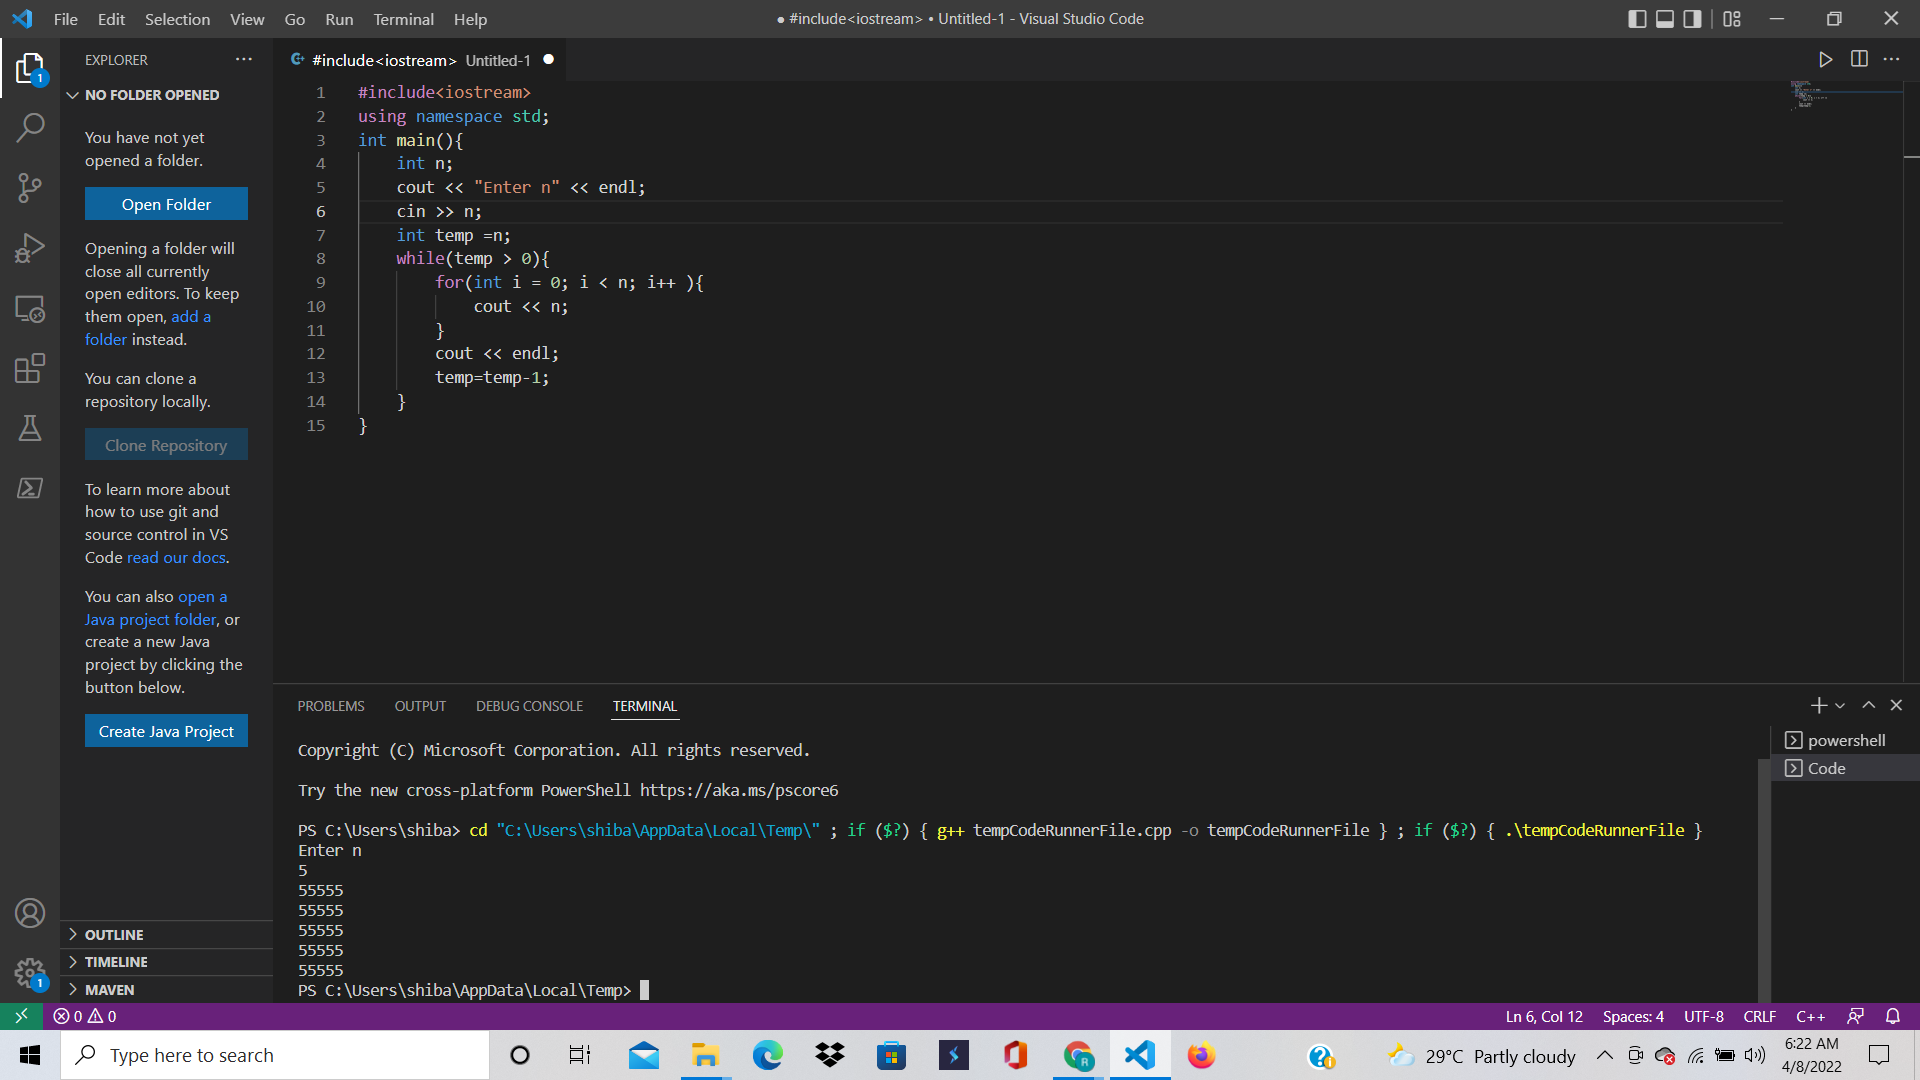 File Edit Selection View Go Run Terminal Help
● #include<iostream> • Untitled-1 - Visual Studio Code
EXPLORER
#include<iostream> Untitled-1
1
NO FOLDER OPENED
You have not yet
opened a folder.
Open Folder
Opening a folder will
close all currently
open editors. To keep
them open, add a
folder instead.
You can clone a
repository locally.
Clone Repository
To learn more about
how to use git and
source control in VS
Code read our docs.
You can also open a
Java project folder, or
create a new Java
project by clicking the
button below.
Create Java Project
OUTLINE
TIMELINE
1
MAVEN
1 #include<iostream>
2 using namespace std;
3 int main(){
4 int n;
5 cout << "Enter n" << endl;
6 cin >> n;
7 int temp =n;
8 while(temp > 0){
9 for(int i = 0; i < n; i++ ){
10 cout << n;
11 }
12 cout << endl;
13 temp=temp-1;
14 }
15 }
PROBLEMS OUTPUT DEBUG CONSOLE TERMINAL
Copyright (C) Microsoft Corporation. All rights reserved.
Try the new cross-platform PowerShell https://aka.ms/pscore6
PS C:\Users\shiba> cd "C:\Users\shiba\AppData\Local\Temp\" ; if ($?) { g++ tempCodeRunnerFile.cpp -o tempCodeRunnerFile } ; if ($?) { .\tempCodeRunnerFile }
Enter n
5
55555
55555
55555
55555
55555
PS C:\Users\shiba\AppData\Local\Temp>
powershell
Code
0 0
Ln 6, Col 12 Spaces: 4 UTF-8 CRLF C++
Type here to search
29°C Partly cloudy
6:22 AM
4/8/2022